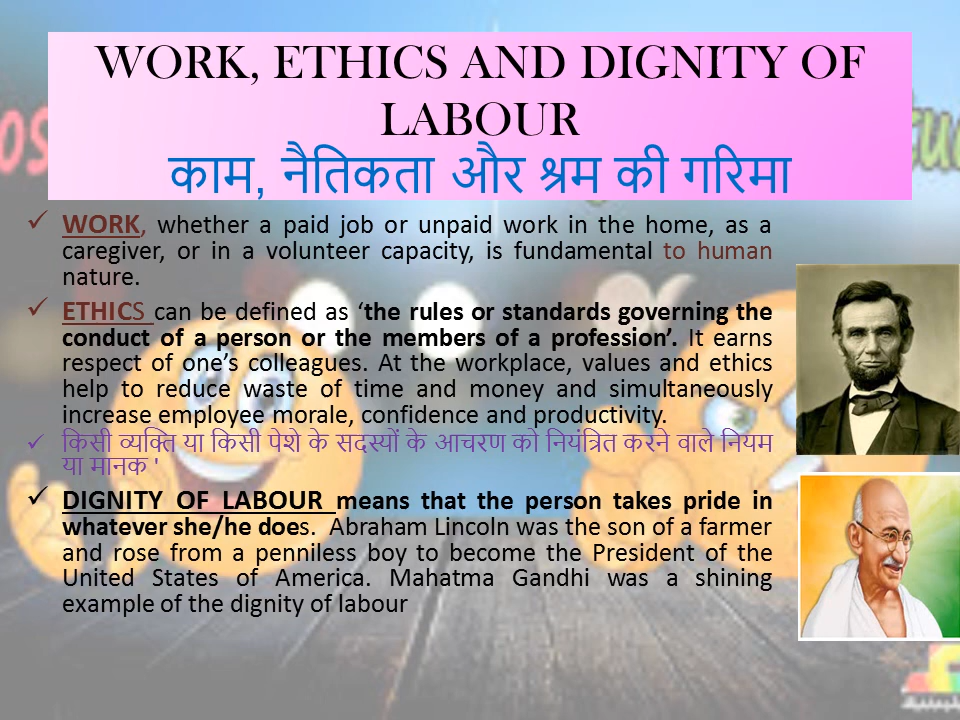 WORK, ETHICS AND DIGNITY OF
LABOUR
काम, नैतिकता और श्रम की गरिमा
✓ WORK, whether a paid job or unpaid work in the home, as a
caregiver, or in a volunteer capacity, is fundamental to human
nature.
✓ ETHICS can be defined as ‘the rules or standards governing the
conduct of a person or the members of a profession’. It earns
respect of one’s colleagues. At the workplace, values and ethics
help to reduce waste of time and money and simultaneously
increase employee morale, confidence and productivity.
✓ किसी व्यक्ति या किसी पेशे के सदस्यों के आचरण को नियंत्रित करने वाले नियम
या मानक '
✓ DIGNITY OF LABOUR means that the person takes pride in
whatever she/he does. Abraham Lincoln was the son of a farmer
and rose from a penniless boy to become the President of the
United States of America. Mahatma Gandhi was a shining
example of the dignity of labour